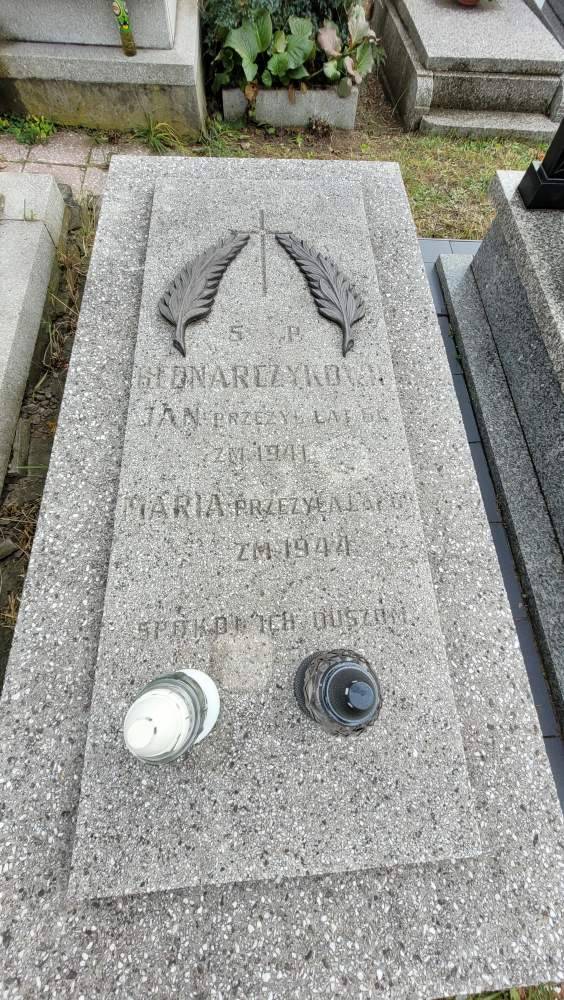 Ś P
BEDNARCZYKOWIE
JAN PRZEŻYŁ LAT
ZM 1941
MARIA PRZEŻYŁA LAT
ZM 1944
SPOKÓJ ICH DUSZOM